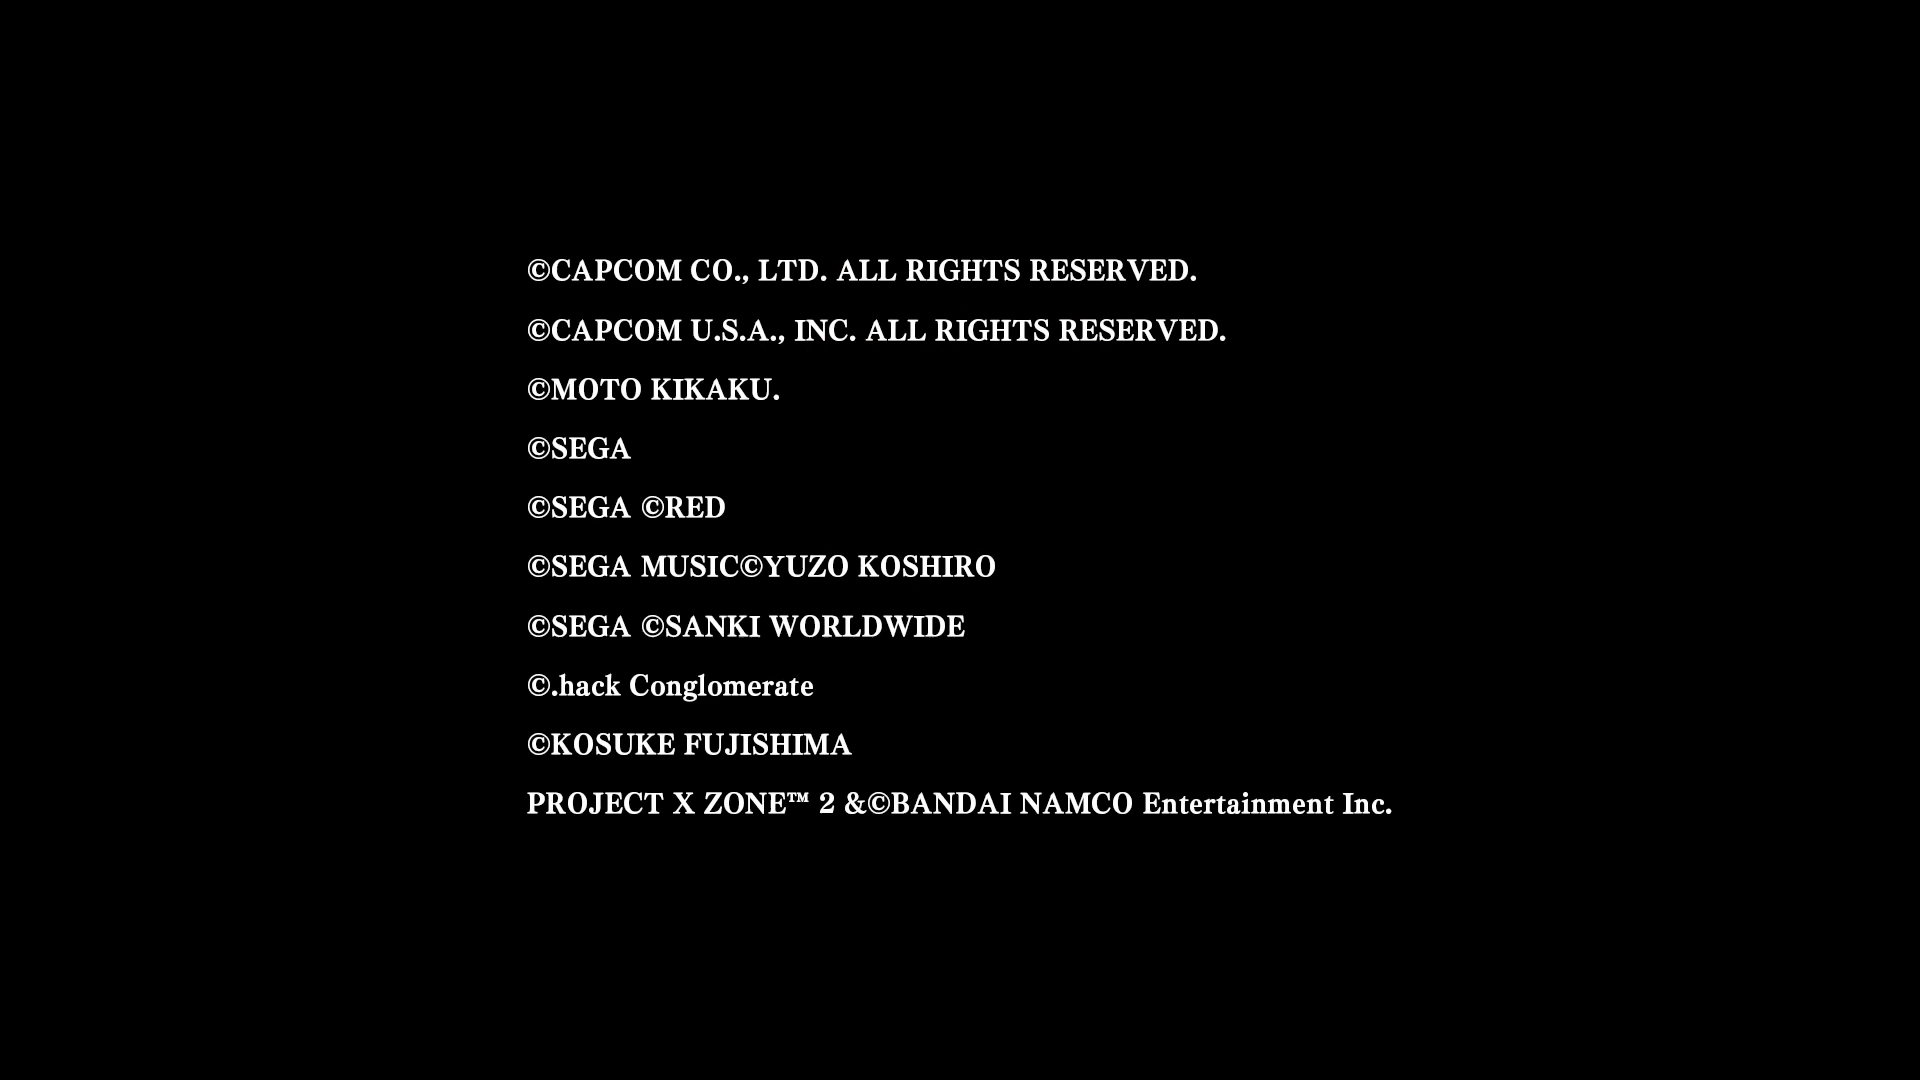 ©CAPCOM CO., LTD. ALL RIGHTS RESERVED.
©CAPCOM U.S.A., INC. ALL RIGHTS RESERVED.
©MOTO KIKAKU.
©SEGA
©SEGA ©RED
©SEGA MUSIC©YUZO KOSHIRO
©SEGA ©SANKI WORLDWIDE
©.hack Conglomerate
©KOSUKE FUJISHIMA
PROJECT X ZONE™ 2 &©BANDAI NAMCO Entertainment Inc.